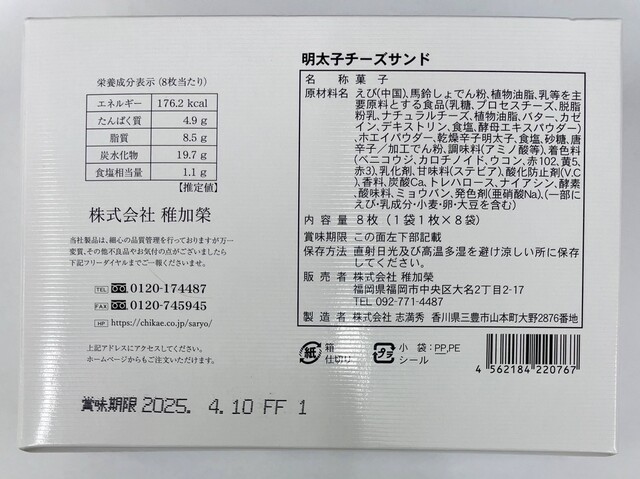 栄養成分表示(8枚当たり)
エネルギー 176.2 kcal
たんぱく質 4.9 g
脂質 8.5 g
炭水化物 19.7 g
食塩相当量 1.1 g
【推定値】
株式会社 稚加榮
当社製品は、細心の品質管理を行っておりますが万一
変質、その他不良品やお気付の点がございましたら
下記フリーダイヤルまでご一報くださいませ。
TEL 0120-174487
FAX 0120-745945
HP https://chikae.co.jp/saryo/
上記アドレスにアクセスしてください。
ホームページからもご注文いただけます。
賞味期限 2025. 4.10 FF 1
明太子チーズサンド
名称 菓子
原材料名 えび(中国)、馬鈴しょでん粉、植物油脂、乳等を主
要原料とする食品(乳糖、プロセスチーズ、脱脂
粉乳、ナチュラルチーズ、植物油脂、バター、カゼ
イン、デキストリン、食塩、酵母エキスパウダー)、
ホエイパウダー、乾燥辛子明太子、食塩、砂糖、唐
辛子／加工でん粉、調味料(アミノ酸等)、着色料
(ベニコウジ、カロチノイド、ウコン、赤102、黄5、
赤3)、乳化剤、甘味料(ステビア)、酸化防止剤(V.C
)、香料、炭酸Ca、トレハロース、ナイアシン、酵素、
酸味料、ミョウバン、発色剤(亜硝酸Na)、(一部に
えび・乳成分・小麦・卵・大豆を含む)
内容量 8枚(1袋1枚×8袋)
賞味期限 この面左下部記載
保存方法 直射日光及び高温多湿を避け涼しい所に保存
してください。
販売者 株式会社 稚加榮
福岡県福岡市中央区大名2丁目2-17
TEL 092-771-4487
製造者 株式会社 志満秀 香川県三豊市山本町大野2876番地
紙 箱
仕切り
プラ 小袋:PP,PE
シール
4 562184 220767